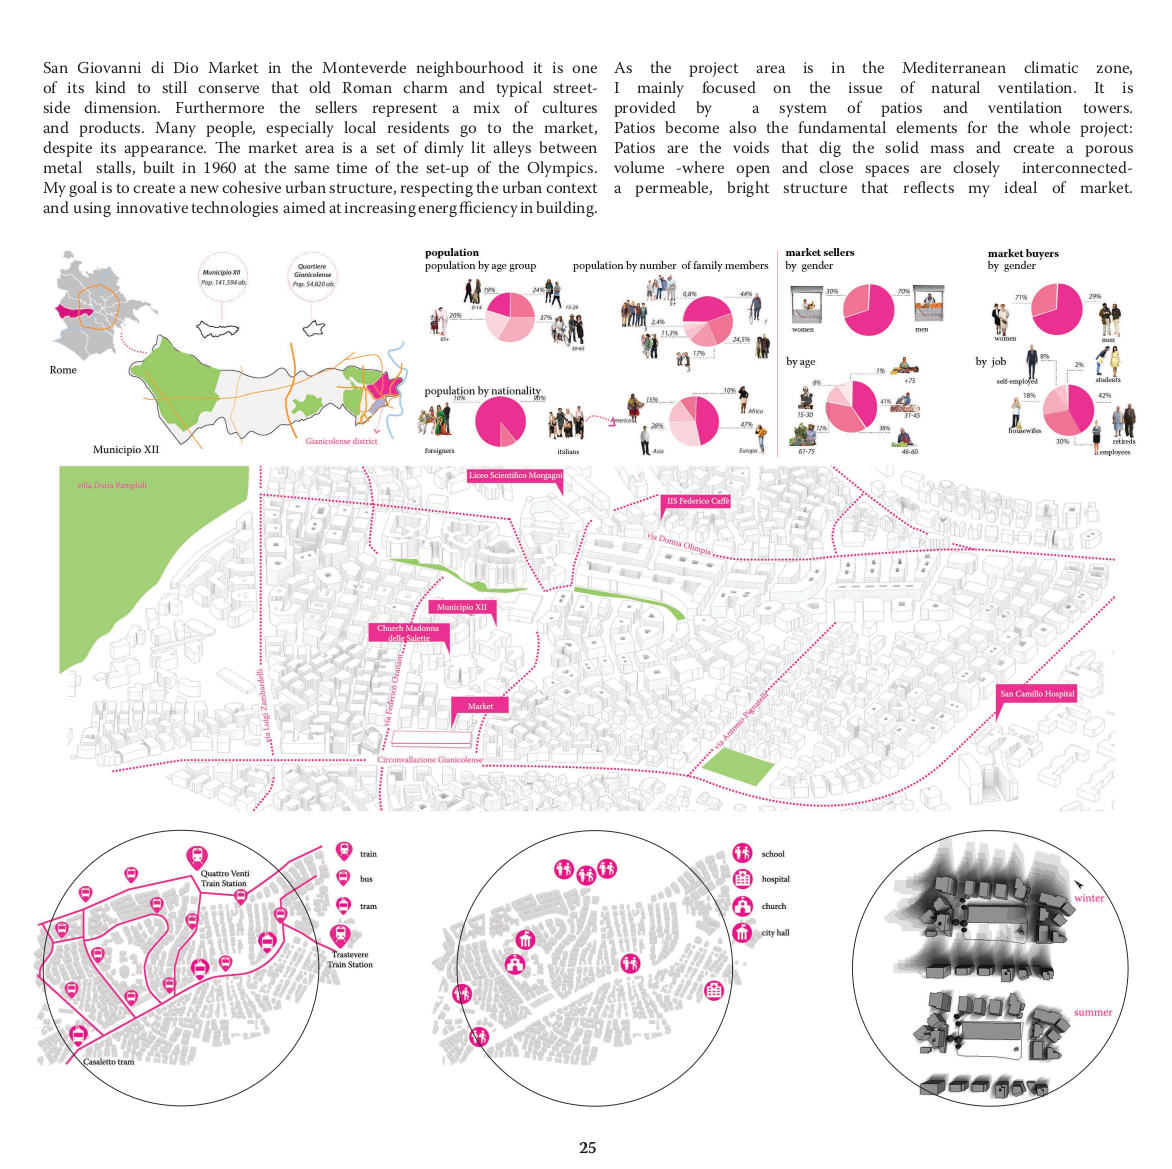 San Giovanni di Dio Market in the Monteverde neighbourhood it is one
of its kind to still conserve that old Roman charm and typical street-
side dimension. Furthermore the sellers represent a mix of cultures
and products. Many people, especially local residents go to the market,
despite its appearance. The market area is a set of dimly lit alleys between
metal stalls, built in 1960 at the same time of the set-up of the Olympics.
My goal is to create a new cohesive urban structure, respecting the urban context
and using innovative technologies aimed at increasing energfficiency in building.
As the project area is in the Mediterranean climatic zone,
I mainly focused on the issue of natural ventilation. It is
provided by a system of patios and ventilation towers.
Patios become also the fundamental elements for the whole project:
Patios are the voids that dig the solid mass and create a porous
volume -where open and close spaces are closely interconnected-
a permeable, bright structure that reflects my ideal of market.
Rome
Municipio XII
Pop. 141.594 ab.
Quartiere
Gianicolense
Pop. 54.820 ab.
Gianicolense district
Municipio XII
population
population by age group
19%
24%
0-14
15-29
20%
37%
65+
30-65
population by number of family members
0,8%
44%
2,4%
5
1
11,3%
24,5%
17%
3
population by nationality
10%
90%
foreigners
italians
15%
10%
America
Africa
28%
47%
Asia
Europa
market sellers
by gender
30%
70%
women
men
by age
1%
+75
8%
15-30
41%
31-45
12%
38%
61-75
46-60
market buyers
by gender
71%
29%
women
men
by job
8%
2%
self-employed
students
18%
42%
housewifes
30%
retireds
employees
villa Doria Pamphili
Liceo Scientifico Morgagni
IIS Federico Caffè
via Donna Olimpia
Municipio XII
Church Madonna
delle Salette
via Luigi Zambardelli
via Federico Ozanam
Market
via Antonio Pignatelli
San Camillo Hospital
Circonvallazione Gianicolense
Quattro Venti
Train Station
train
bus
tram
Trastevere
Train Station
Casaletto tram
school
hospital
church
city hall
winter
summer
25